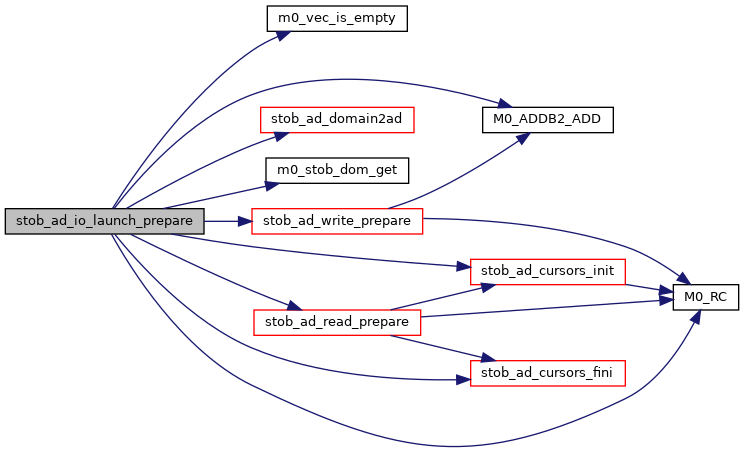 m0_vec_is_empty
stob_ad_domain2ad
M0_ADDB2_ADD
m0_stob_dom_get
stob_ad_io_launch_prepare
stob_ad_write_prepare
stob_ad_cursors_init
M0_RC
stob_ad_read_prepare
stob_ad_cursors_fini